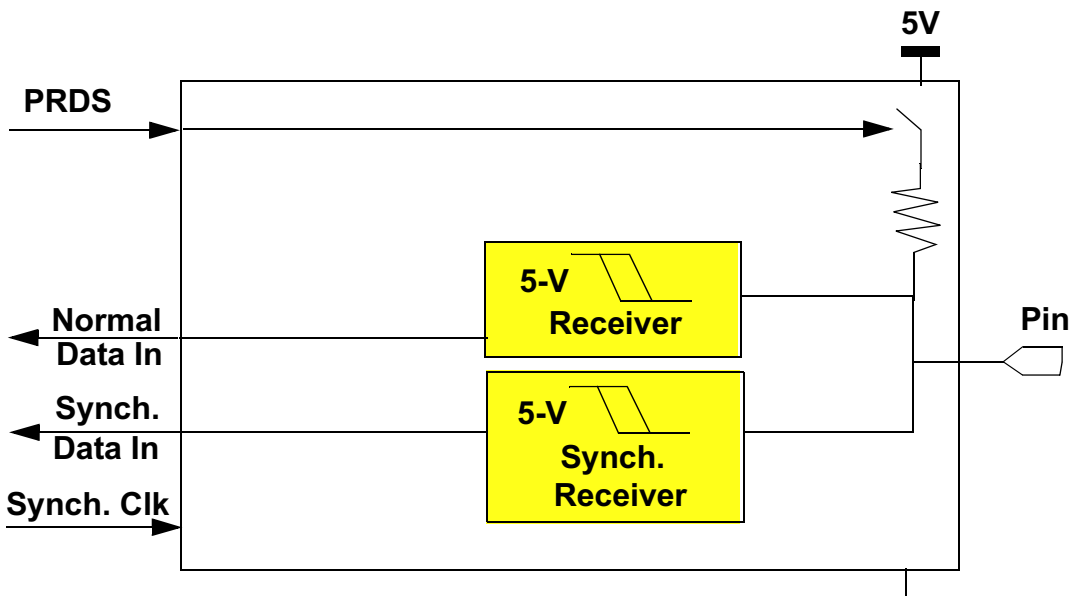 5V
PRDS
5-V
Receiver
Normal
Data In
Pin
Synch.
Data In
5-V
Synch.
Receiver
Synch. Clk